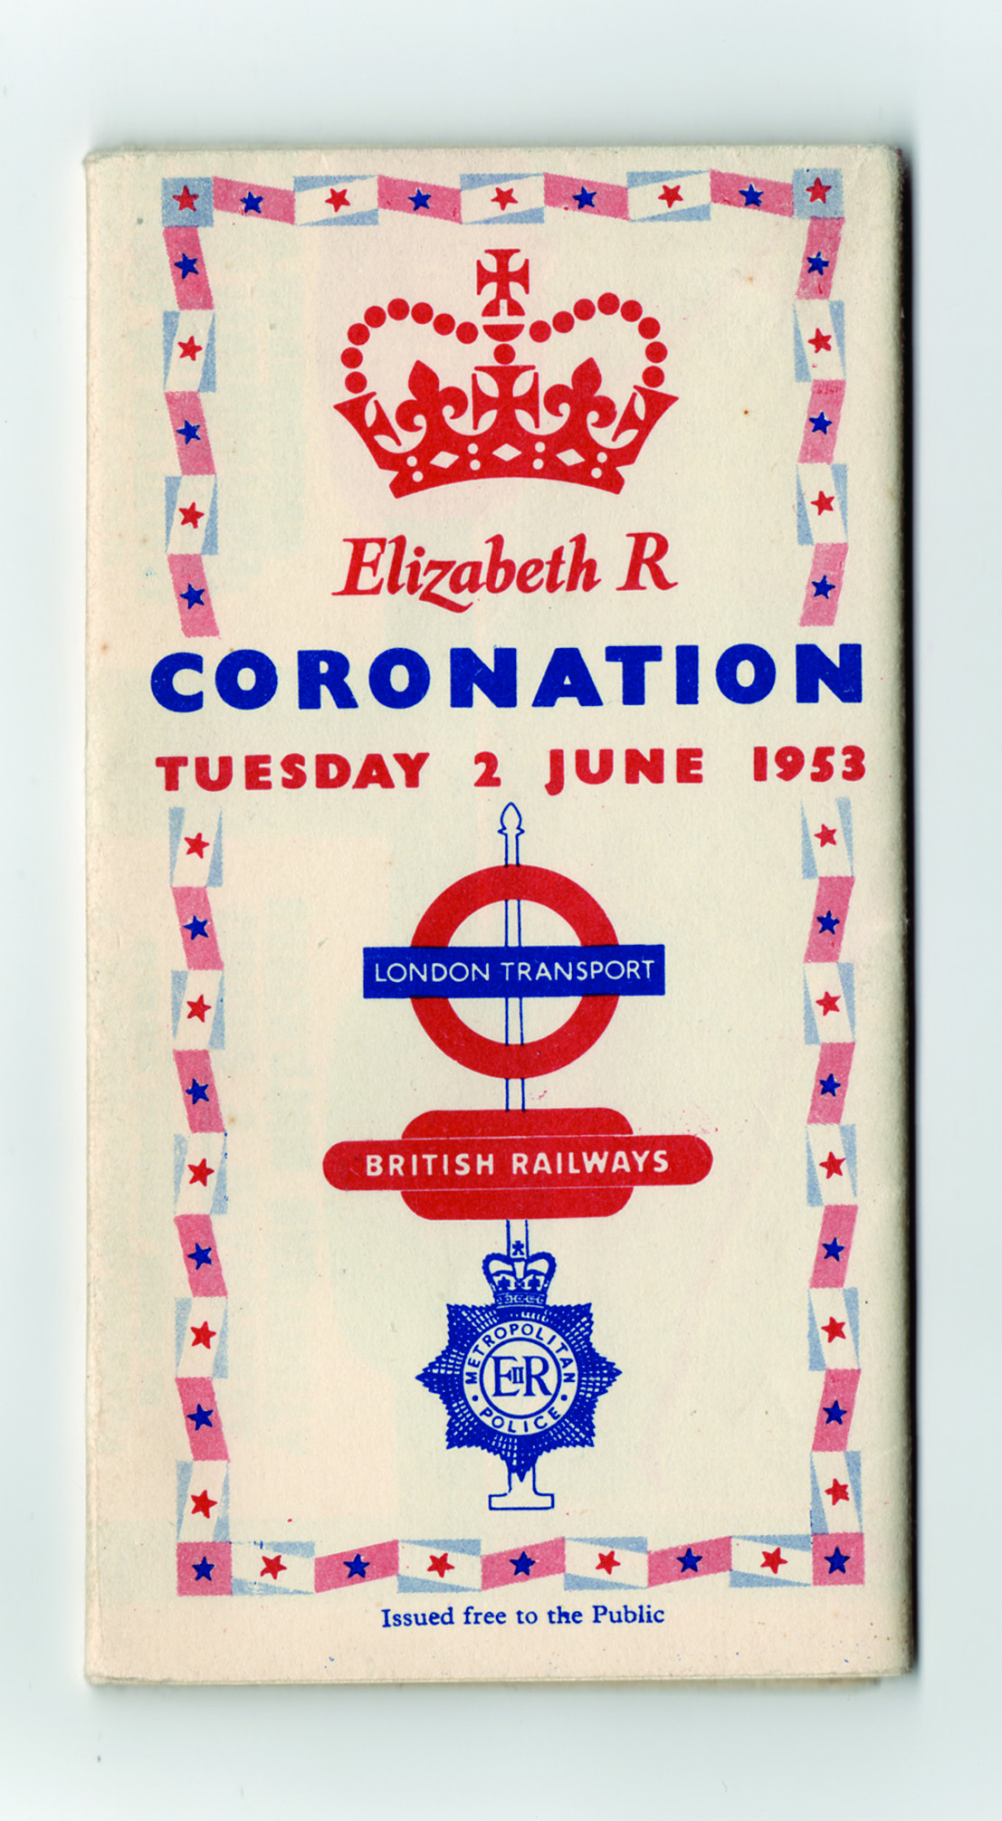 Elizabeth R
CORONATION
TUESDAY 2 JUNE 1953
LONDON TRANSPORT
BRITISH RAILWAYS
METROPOLITAN
EIIR
POLICE
Issued free to the Public